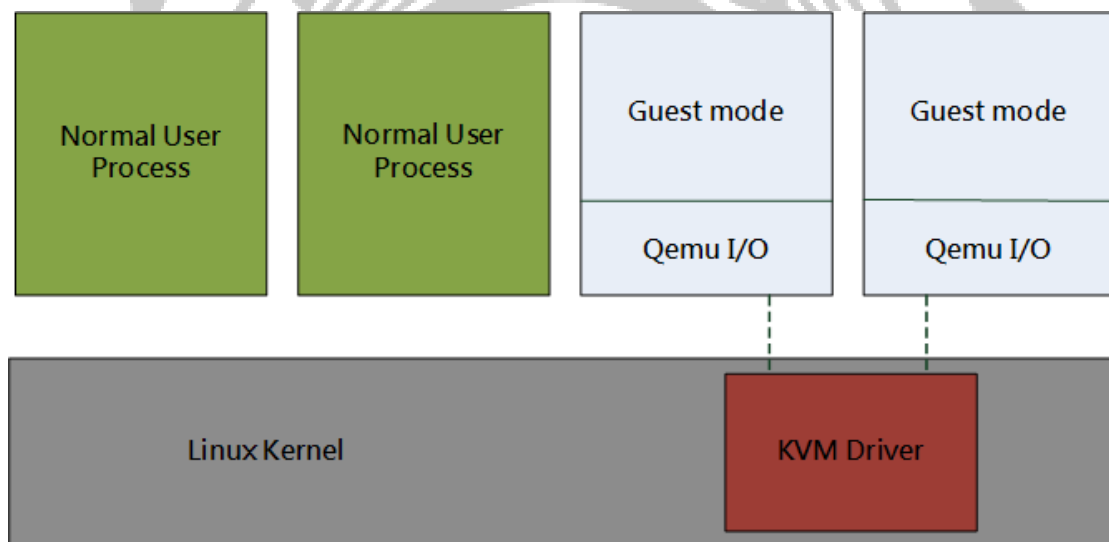 Normal User
Process
Normal User
Process
Guest mode
Guest mode
Qemu I/O
Qemu I/O
Linux Kernel
KVM Driver